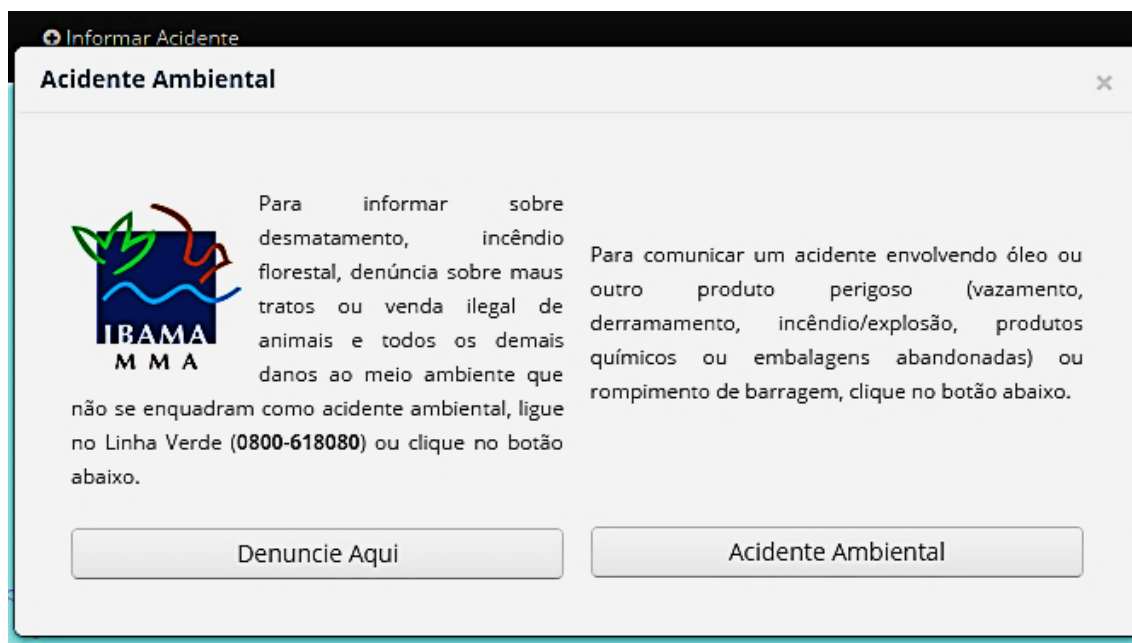 Informar Acidente
Acidente Ambiental
×
IBAMA
M M A
Para informar sobre
desmatamento, incêndio
florestal, denúncia sobre maus
tratos ou venda ilegal de
animais e todos os demais
danos ao meio ambiente que
não se enquadram como acidente ambiental, ligue
no Linha Verde (0800-618080) ou clique no botão
abaixo.
Denuncie Aqui
Para comunicar um acidente envolvendo óleo ou
outro produto perigoso (vazamento,
derramamento, incêndio/explosão, produtos
químicos ou embalagens abandonadas) ou
rompimento de barragem, clique no botão abaixo.
Acidente Ambiental